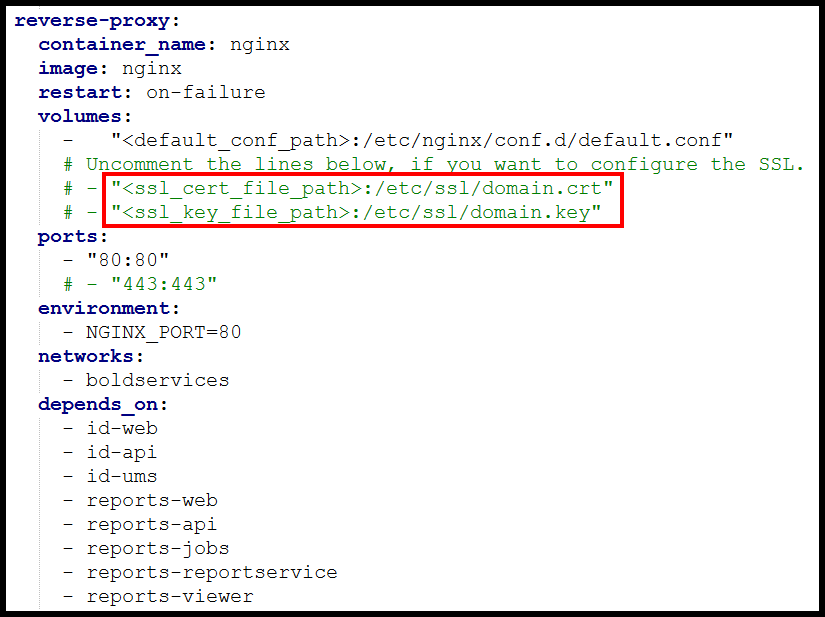 reverse-proxy:
  container_name: nginx
  image: nginx
  restart: on-failure
  volumes:
    -   "<default_conf_path>:/etc/nginx/conf.d/default.conf"
    # Uncomment the lines below, if you want to configure the SSL.
    # - "<ssl_cert_file_path>:/etc/ssl/domain.crt"
    # - "<ssl_key_file_path>:/etc/ssl/domain.key"
  ports:
    - "80:80"
    # - "443:443"
  environment:
    - NGINX_PORT=80
  networks:
    - boldservices
  depends_on:
    - id-web
    - id-api
    - id-ums
    - reports-web
    - reports-api
    - reports-jobs
    - reports-reportservice
    - reports-viewer